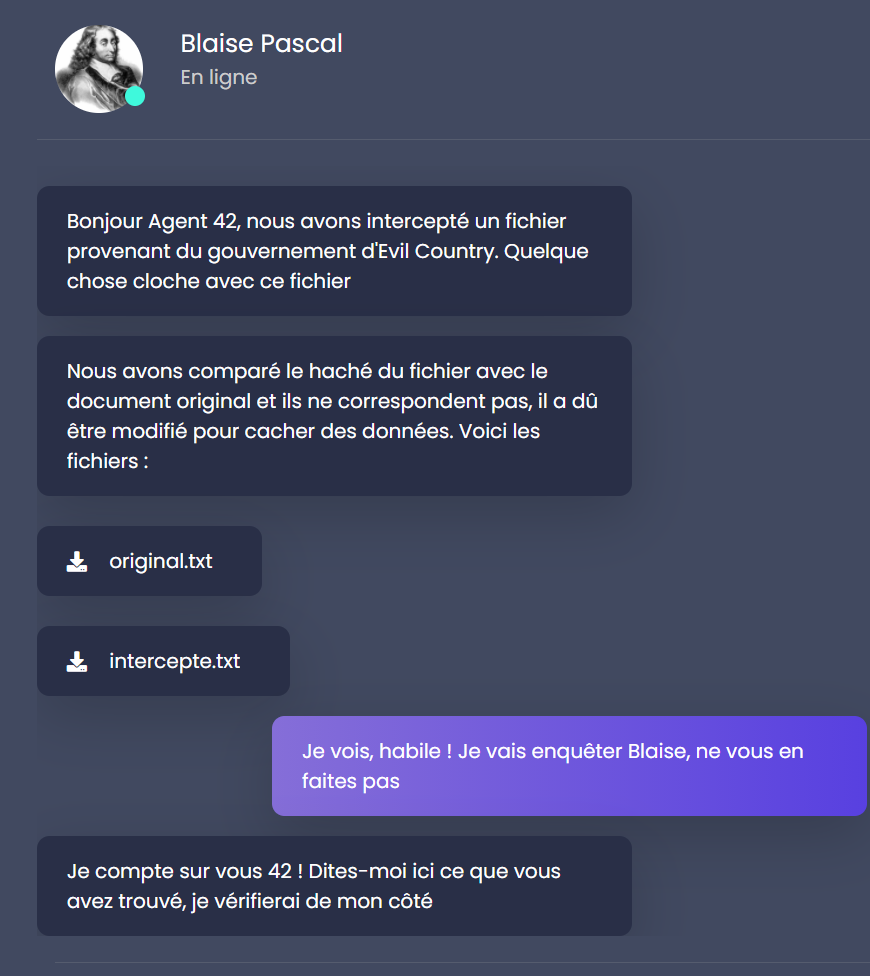 Blaise Pascal
En ligne
Bonjour Agent 42, nous avons intercepté un fichier
provenant du gouvernement d'Evil Country. Quelque
chose cloche avec ce fichier
Nous avons comparé le haché du fichier avec le
document original et ils ne correspondent pas, il a dû
être modifié pour cacher des données. Voici les
fichiers :
original.txt
intercepte.txt
Je vois, habile ! Je vais enquêter Blaise, ne vous en
faites pas
Je compte sur vous 42 ! Dites-moi ici ce que vous
avez trouvé, je vérifierai de mon côté